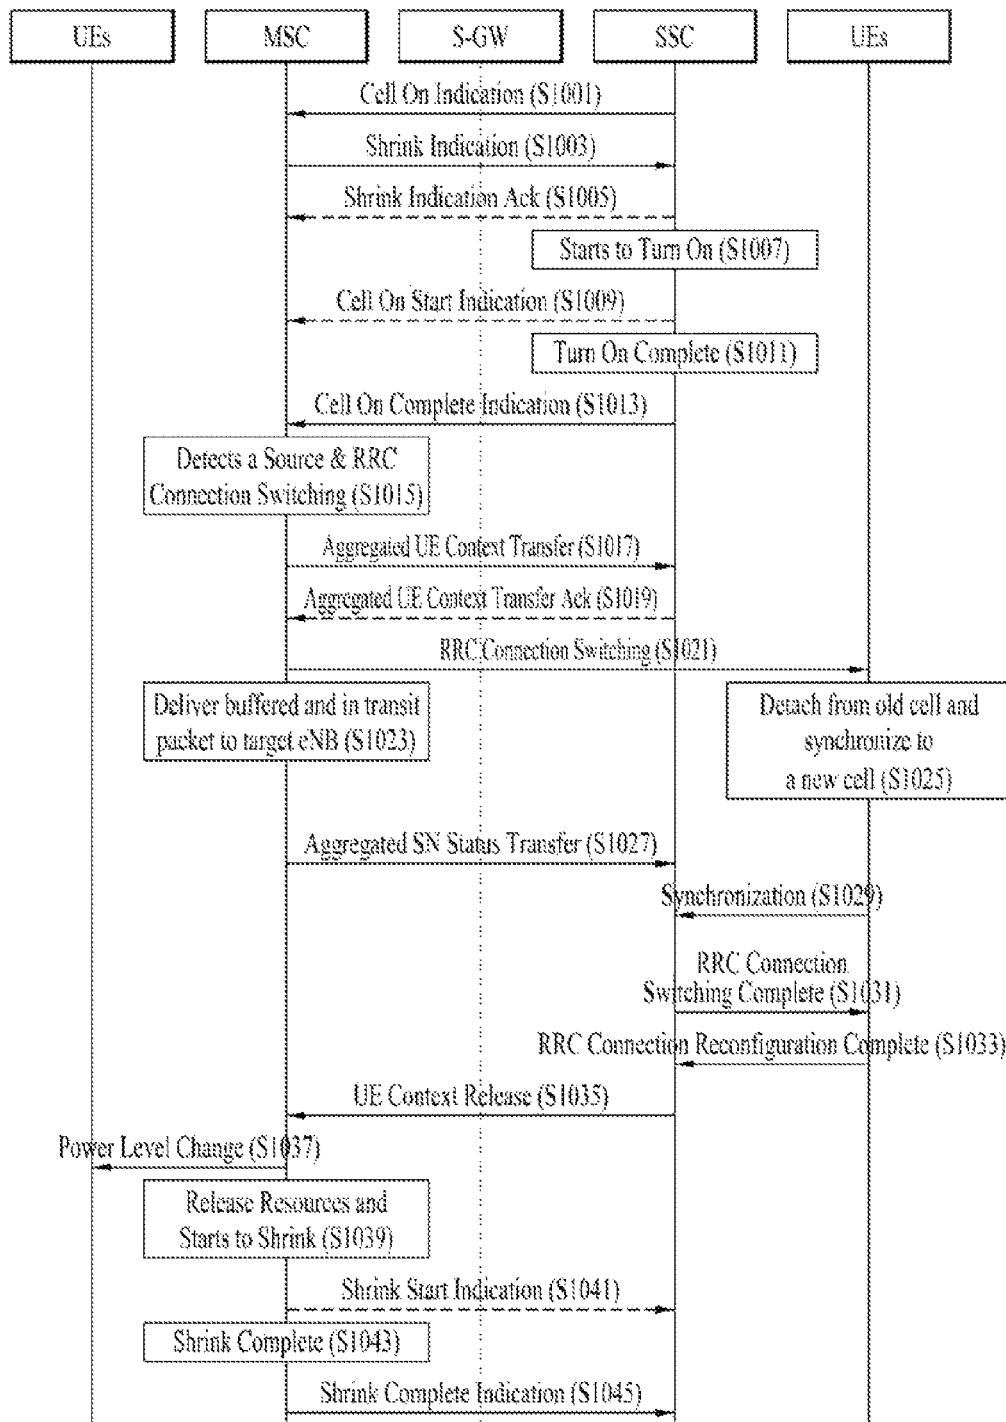 UEs
MSC
S-GW
SSC
UEs
Cell On Indication (S1001)
Shrink Indication (S1003)
Shrink Indication Ack (S1005)
Starts to Turn On (S1007)
Cell On Start Indication (S1009)
Turn On Complete (S1011)
Cell On Complete Indication (S1013)
Detects a Source & RRC
Connection Switching (S1015)
Aggregated UE Context Transfer (S1017)
Aggregated UE Context Transfer Ack (S1019)
RRC Connection Switching (S1021)
Deliver buffered and in transit
packet to target eNB (S1023)
Detach from old cell and
synchronize to
a new cell (S1025)
Aggregated SN Status Transfer (S1027)
Synchronization (S1029)
RRC Connection
Switching Complete (S1031)
RRC Connection Reconfiguration Complete (S1033)
UE Context Release (S1035)
Power Level Change (S1037)
Release Resources and
Starts to Shrink (S1039)
Shrink Start Indication (S1041)
Shrink Complete (S1043)
Shrink Complete Indication (S1045)